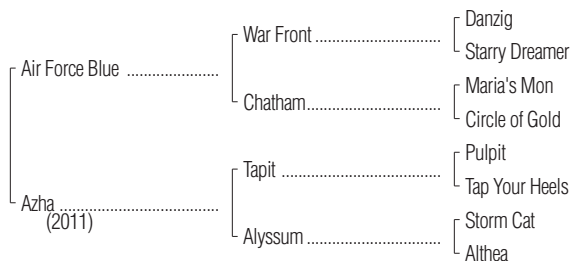 Danzig
War Front
Starry Dreamer
Air Force Blue
Maria's Mon
Chatham
Circle of Gold
Pulpit
Tapit
Tap Your Heels
Azha
(2011)
Storm Cat
Alyssum
Althea